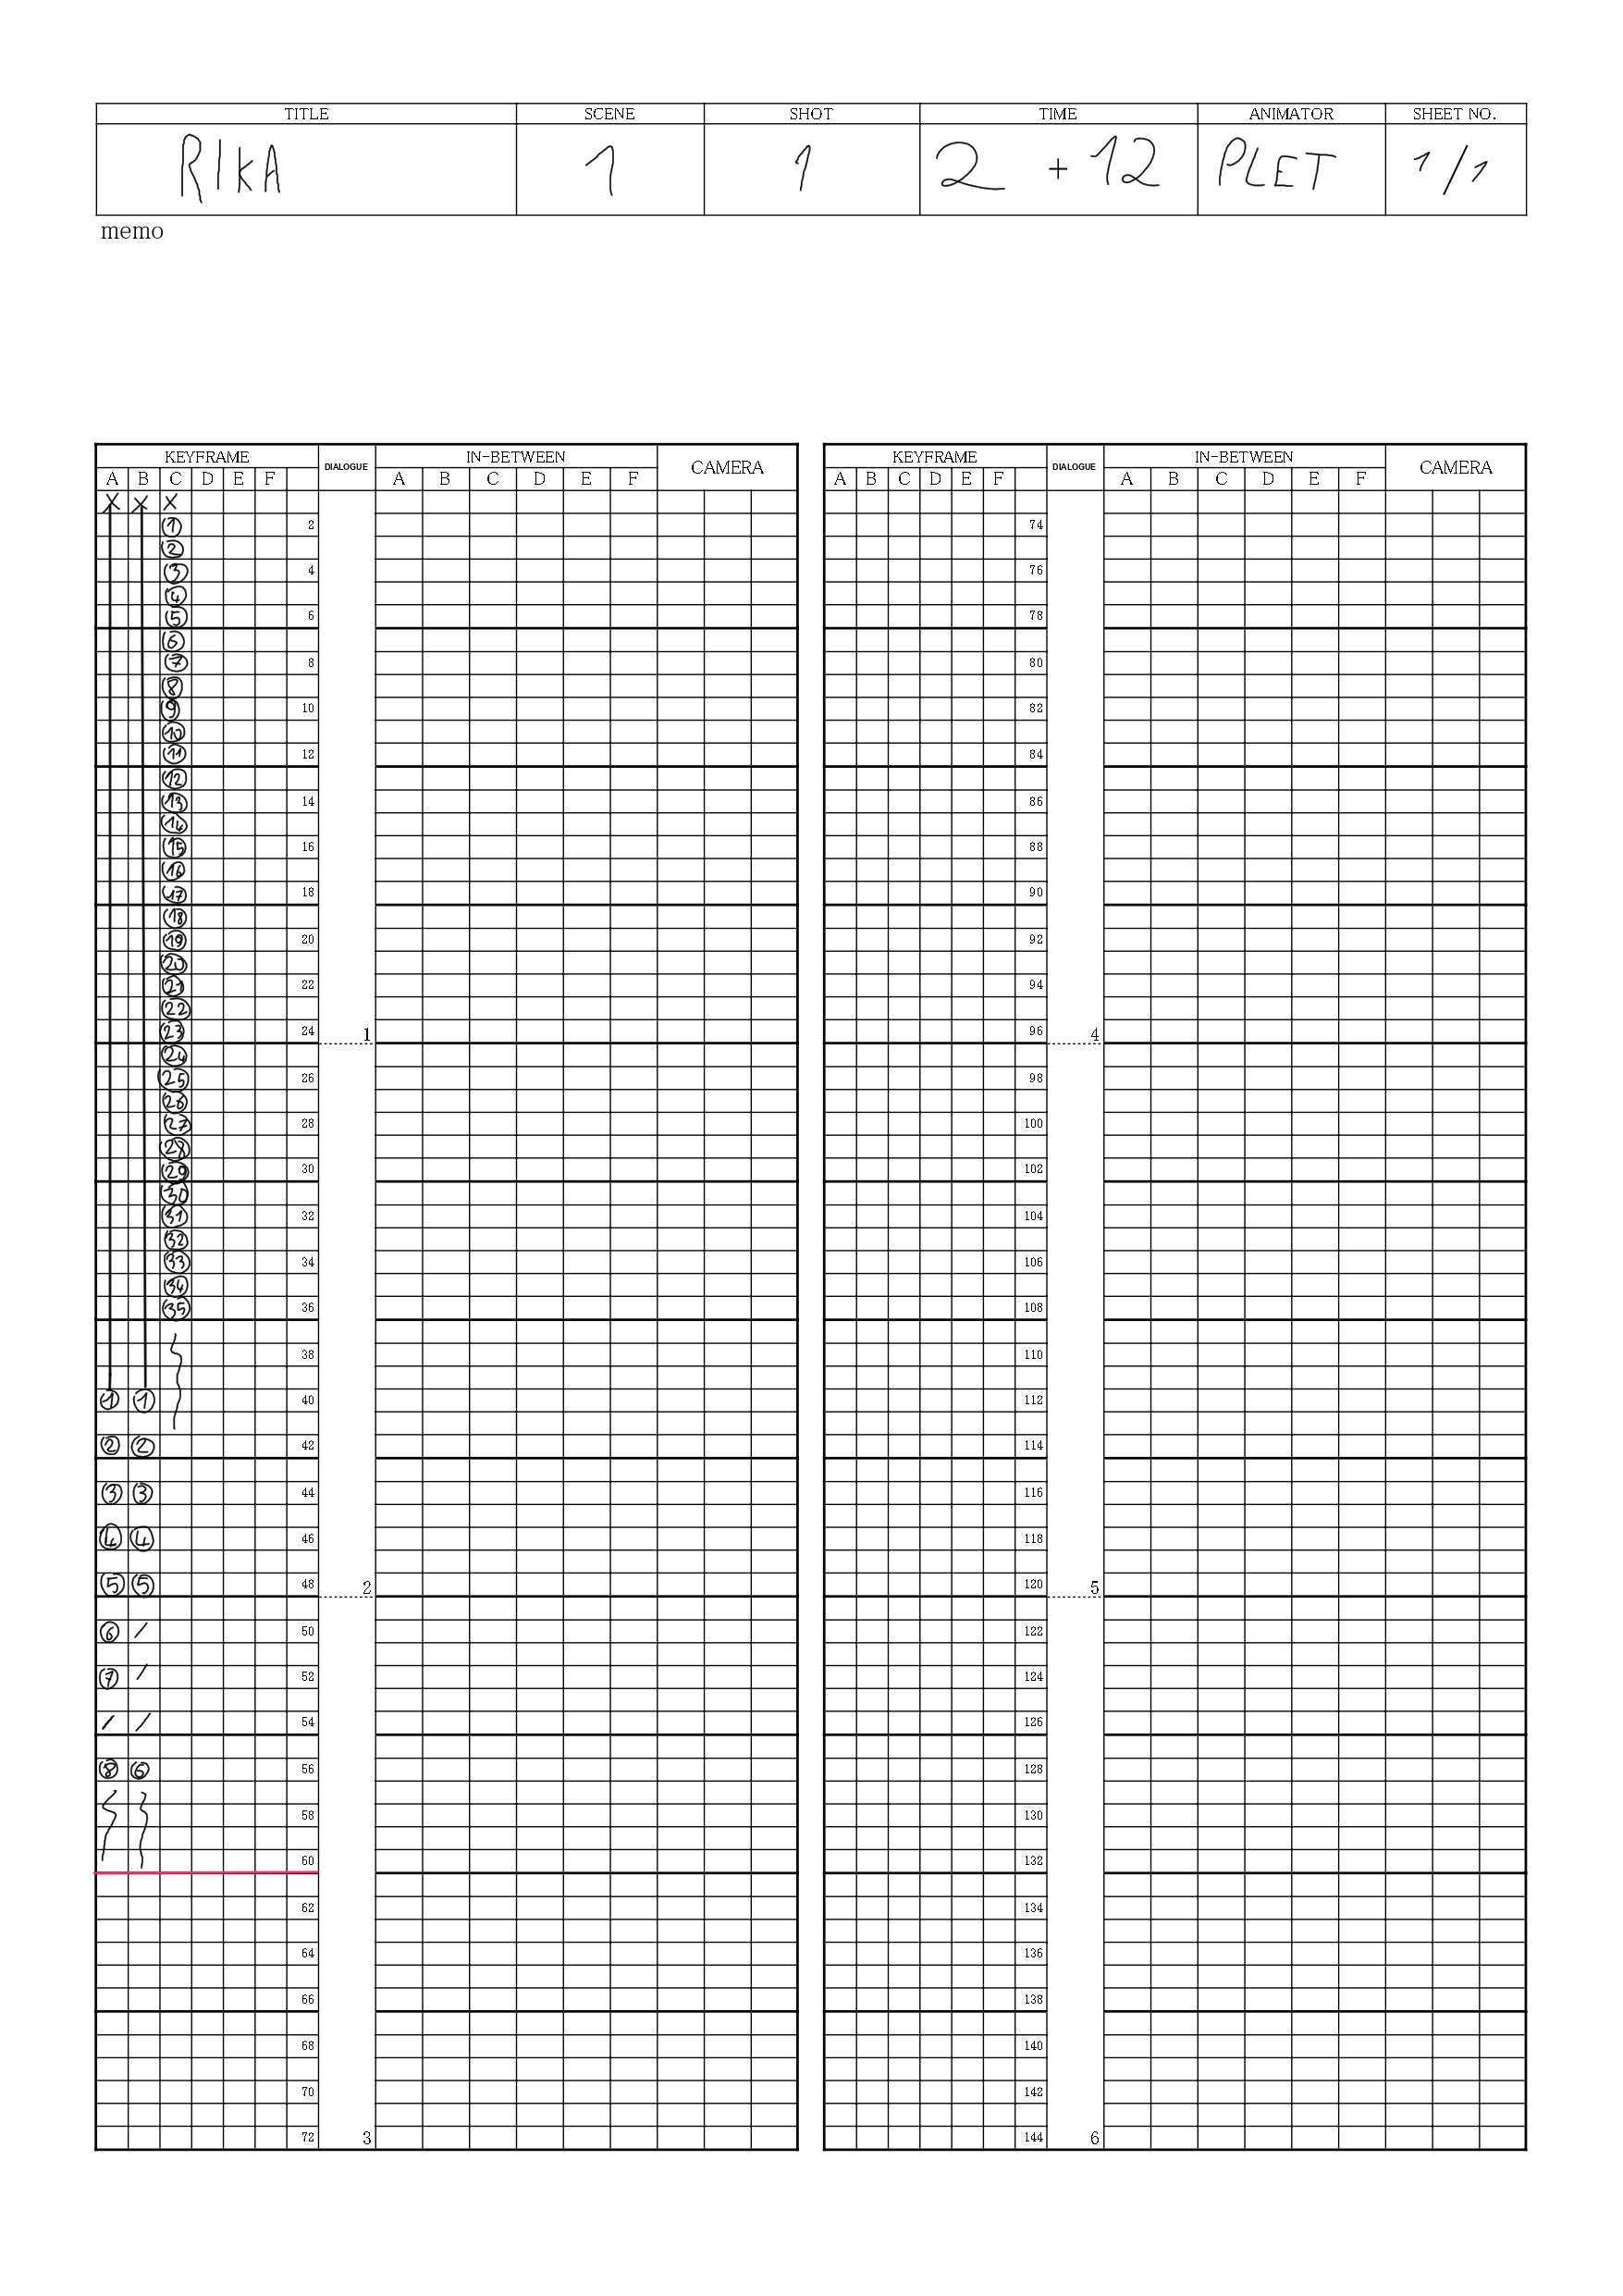 TITLE SCENE SHOT TIME ANIMATOR SHEET NO.
RIKA 1 1 2 + 12 PLET 1/1
memo
KEYFRAME DIALOGUE IN-BETWEEN CAMERA KEYFRAME DIALOGUE IN-BETWEEN CAMERA
A B C D E F A B C D E F A B C D E F A B C D E F
X X X
1 2 74
2
3 4 76
4
5 6 78
6
7 8 80
8
9 10 82
10
11 12 84
12
13 14 86
14
15 16 88
16
17 18 90
18
19 20 92
20
21 22 94
22
23 24 1 96 4
24
25 26 98
26
27 28 100
28
29 30 102
30
31 32 104
32
33 34 106
34
35 36 108
38 110
1 1 40 112
2 2 42 114
3 3 44 116
4 4 46 118
5 5 48 2 120 5
6 / 50 122
7 / 52 124
/ / 54 126
8 6 56 128
58 130
60 132
62 134
64 136
66 138
68 140
70 142
72 3 144 6